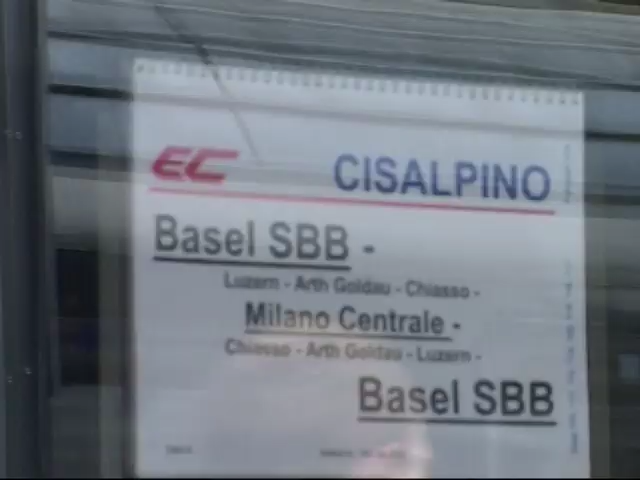 EC CISALPINO
Basel SBB -
Luzern - Arth Goldau - Chiasso -
Milano Centrale -
Chiasso - Arth Goldau - Luzern -
Basel SBB